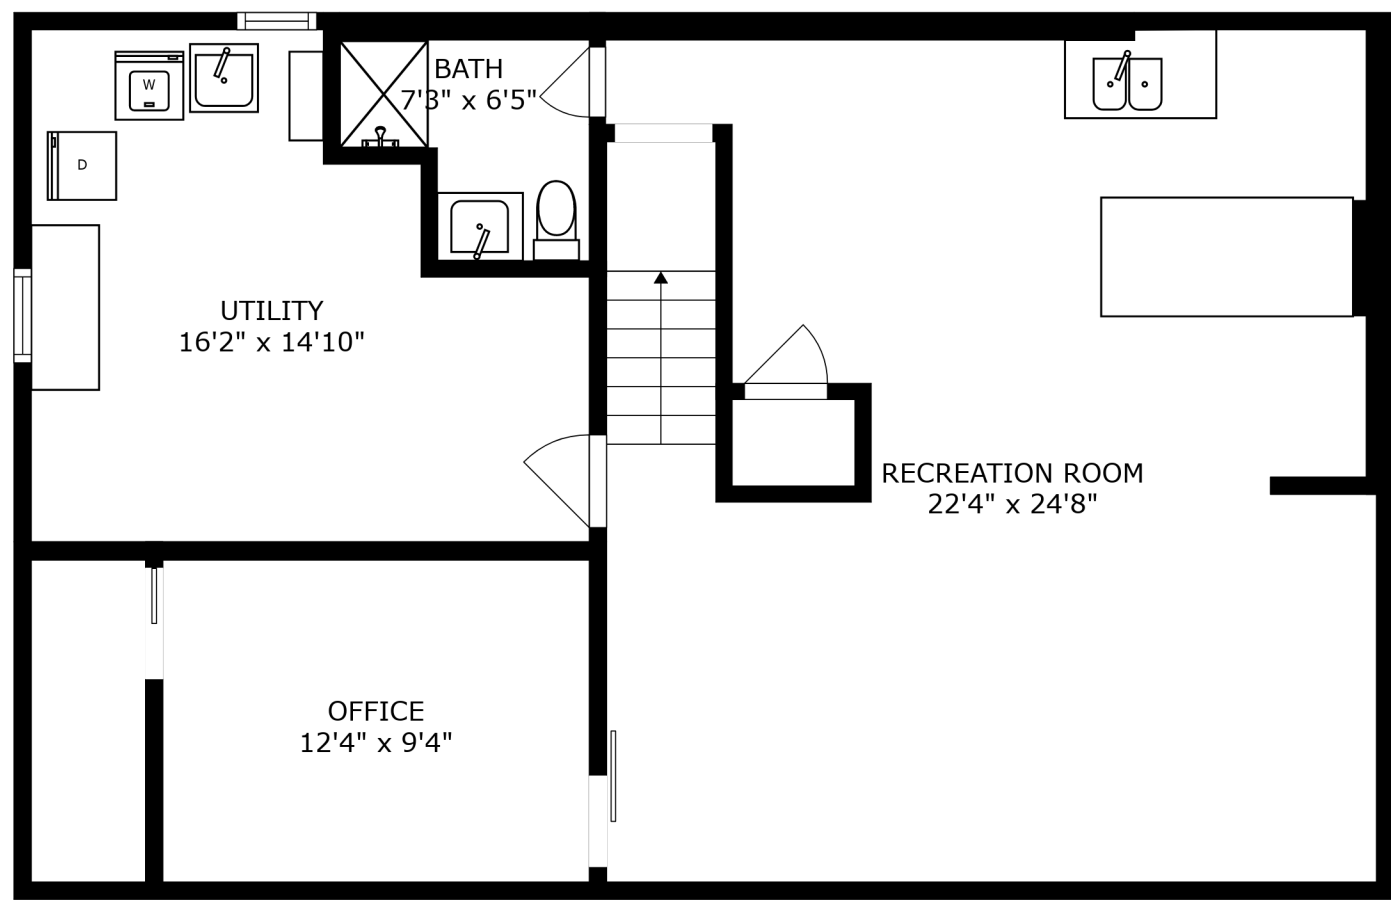 BATH
7'3" x 6'5"
W
D
UTILITY
16'2" x 14'10"
RECREATION ROOM
22'4" x 24'8"
OFFICE
12'4" x 9'4"